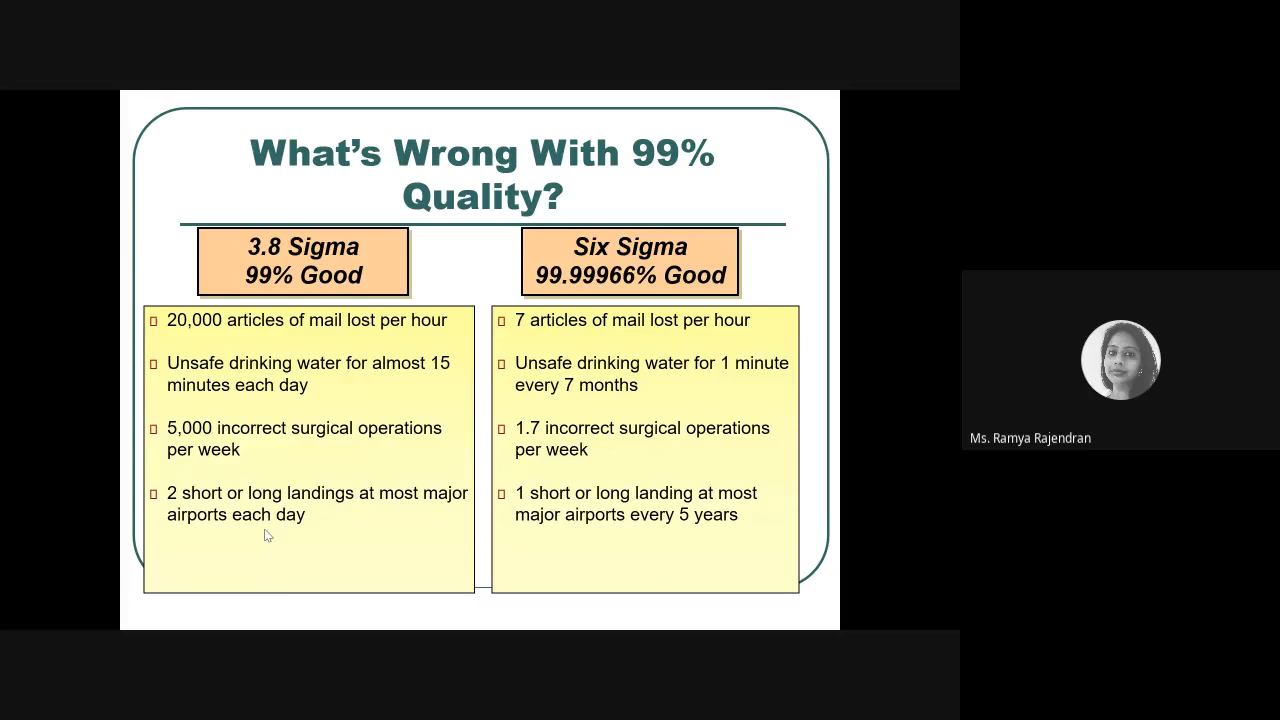 What's Wrong With 99%
Quality?
3.8 Sigma
99% Good
20,000 articles of mail lost per hour
Unsafe drinking water for almost 15
minutes each day
5,000 incorrect surgical operations
per week
2 short or long landings at most major
airports each day
Six Sigma
99.99966% Good
7 articles of mail lost per hour
Unsafe drinking water for 1 minute
every 7 months
1.7 incorrect surgical operations
per week
1 short or long landing at most
major airports every 5 years
Ms. Ramya Rajendran